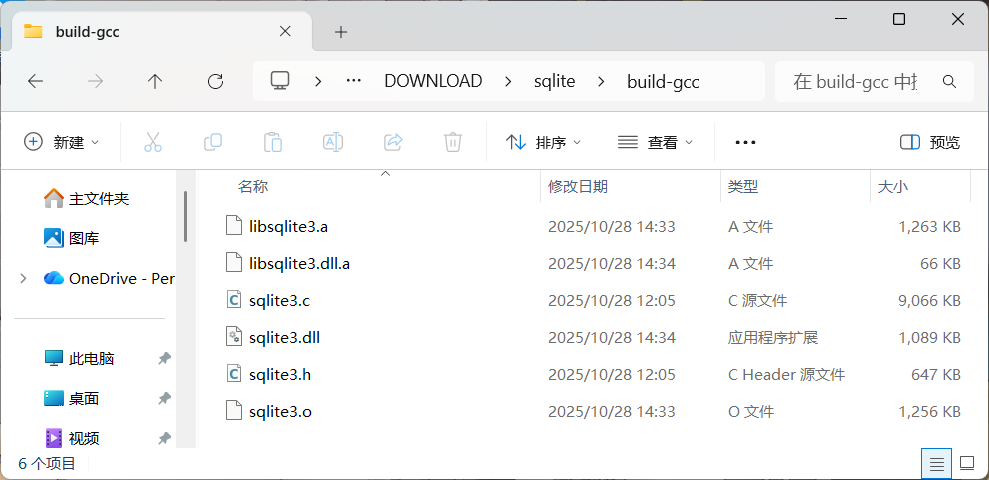 build-gcc
DOWNLOAD sqlite build-gcc 在 build-gcc 中
新建 排序 查看 预览
名称 修改日期 类型 大小
主文件夹
图库
OneDrive - Per
此电脑
桌面
视频
libsqlite3.a 2025/10/28 14:33 A 文件 1,263 KB
libsqlite3.dll.a 2025/10/28 14:34 A 文件 66 KB
sqlite3.c 2025/10/28 12:05 C 源文件 9,066 KB
sqlite3.dll 2025/10/28 14:34 应用程序扩展 1,089 KB
sqlite3.h 2025/10/28 12:05 C Header 源文件 647 KB
sqlite3.o 2025/10/28 14:33 O 文件 1,256 KB
6 个项目